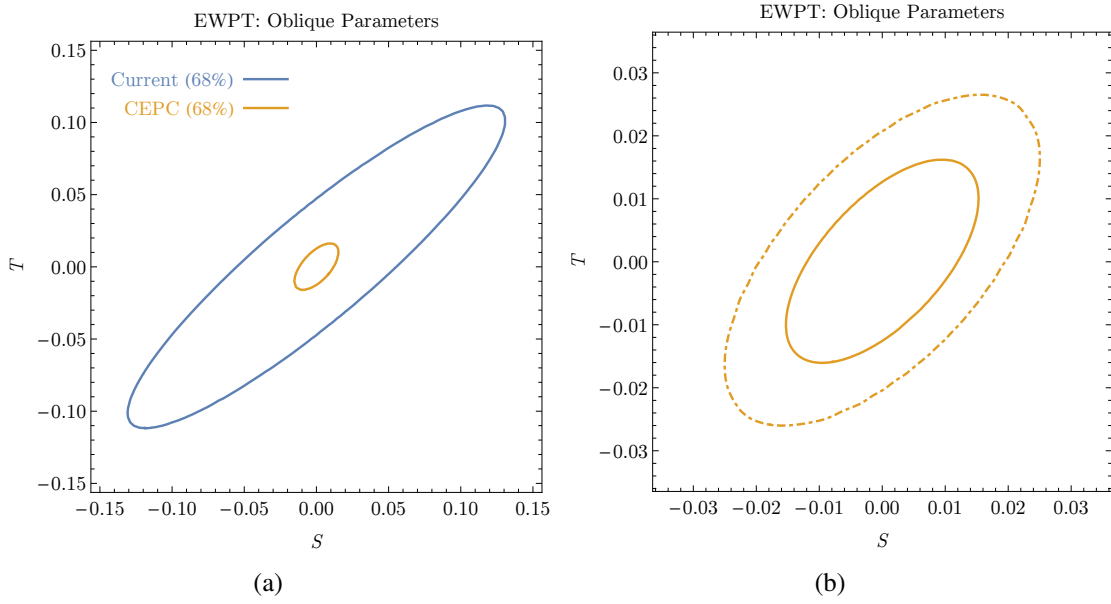 EWPT: Oblique Parameters
0.15
0.10
0.05
0.00
−0.05
−0.10
−0.15
T
Current (68%)
CEPC (68%)
−0.15 −0.10 −0.05 0.00 0.05 0.10 0.15
S
(a)
EWPT: Oblique Parameters
0.03
0.02
0.01
0.00
−0.01
−0.02
−0.03
T
−0.03 −0.02 −0.01 0.00 0.01 0.02 0.03
S
(b)